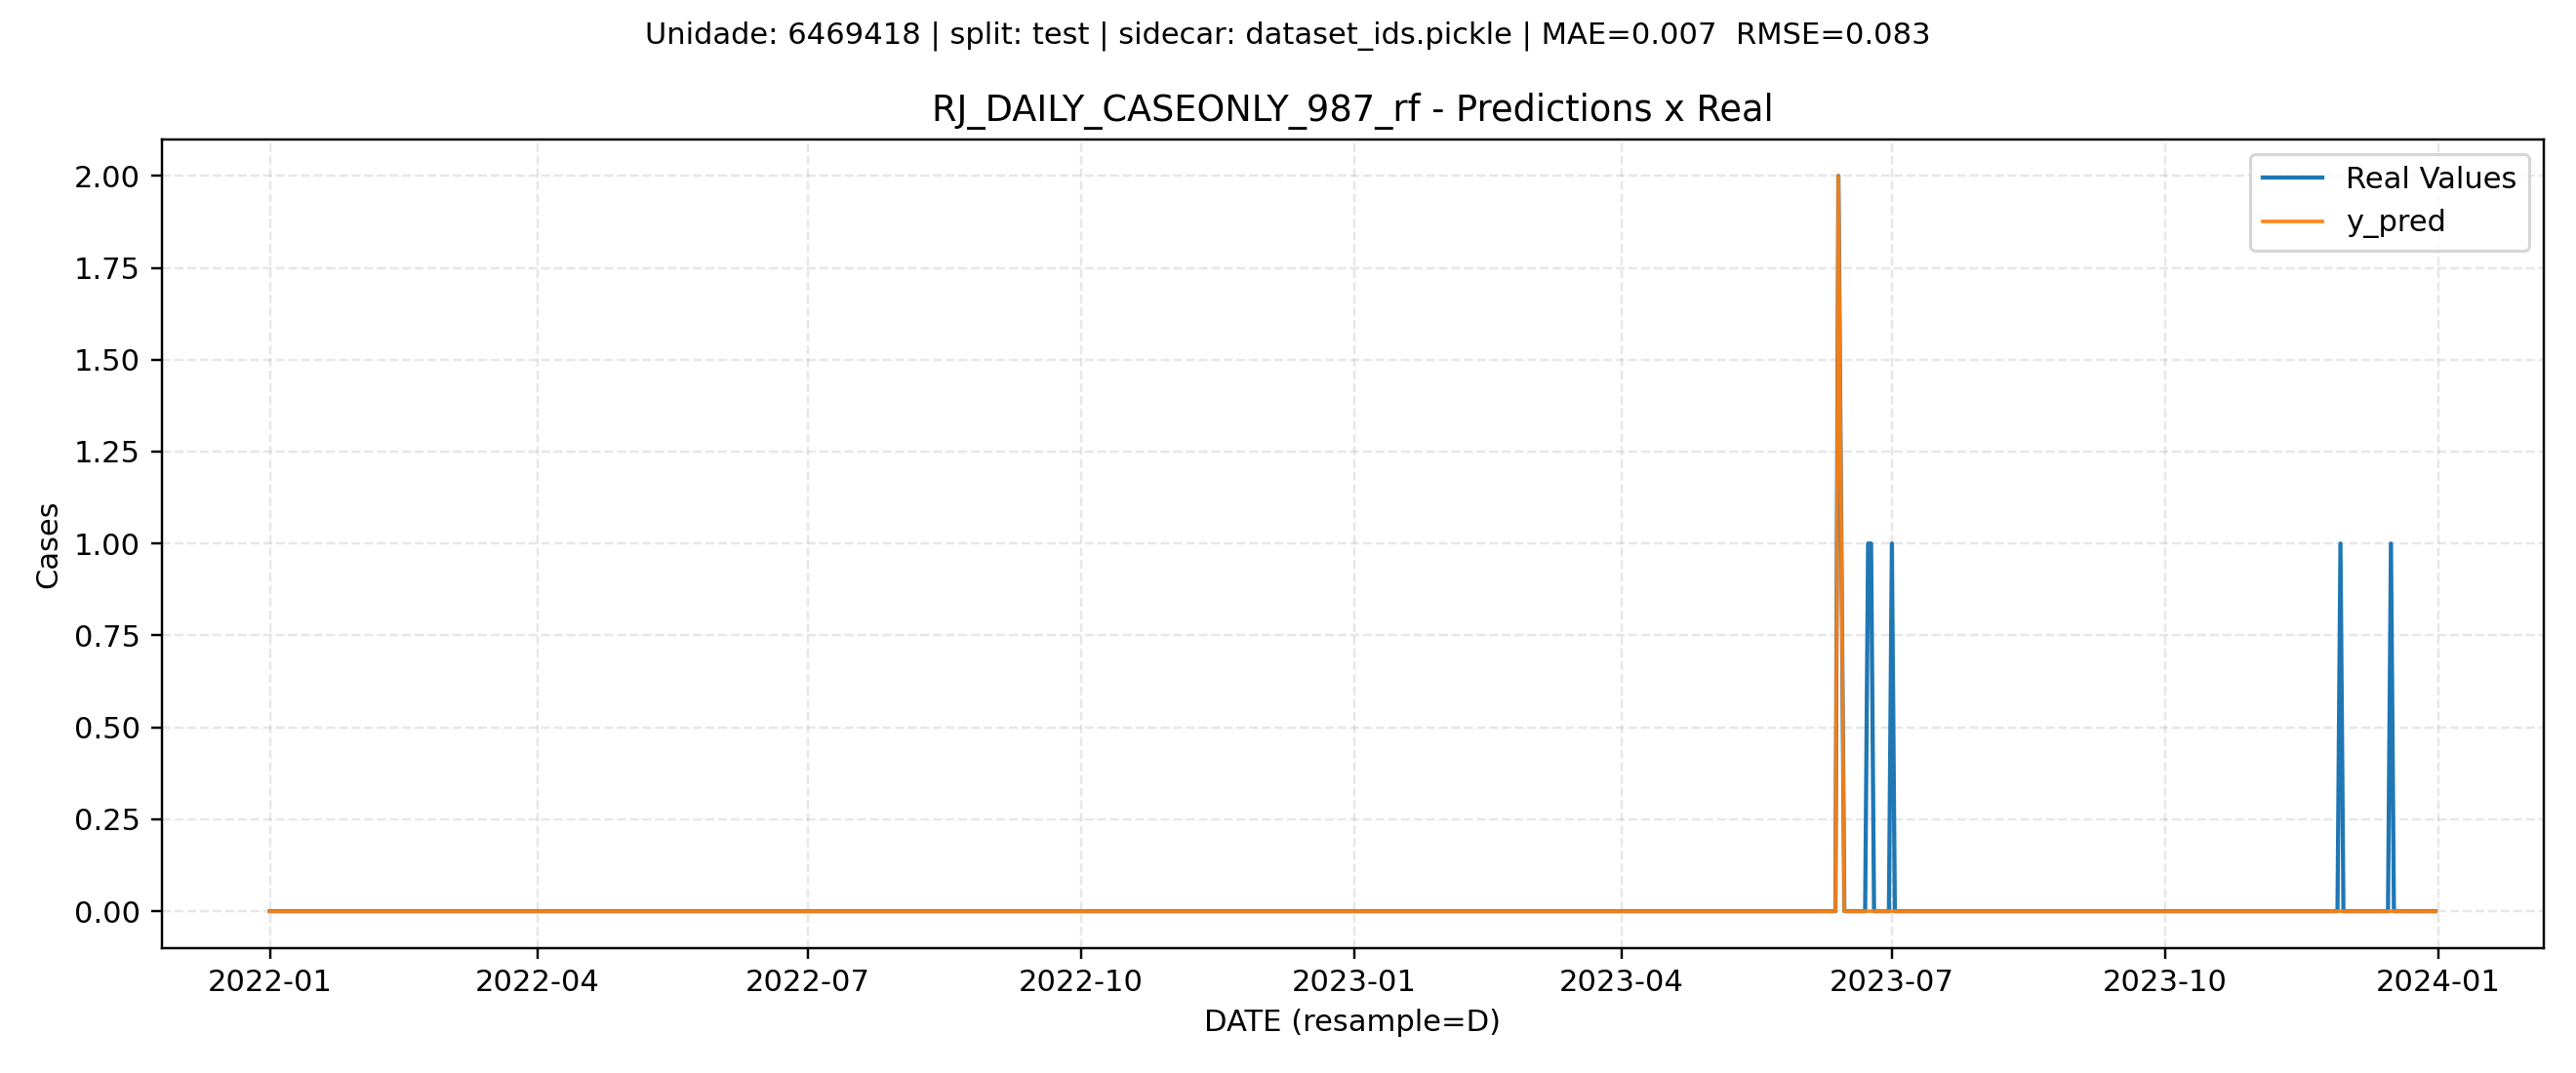 Unidade: 6469418 | split: test | sidecar: dataset_ids.pickle | MAE=0.007  RMSE=0.083
RJ_DAILY_CASEONLY_987_rf - Predictions x Real
Real Values
y_pred
Cases
2.00
1.75
1.50
1.25
1.00
0.75
0.50
0.25
0.00
2022-01 2022-04 2022-07 2022-10 2023-01 2023-04 2023-07 2023-10 2024-01
DATE (resample=D)